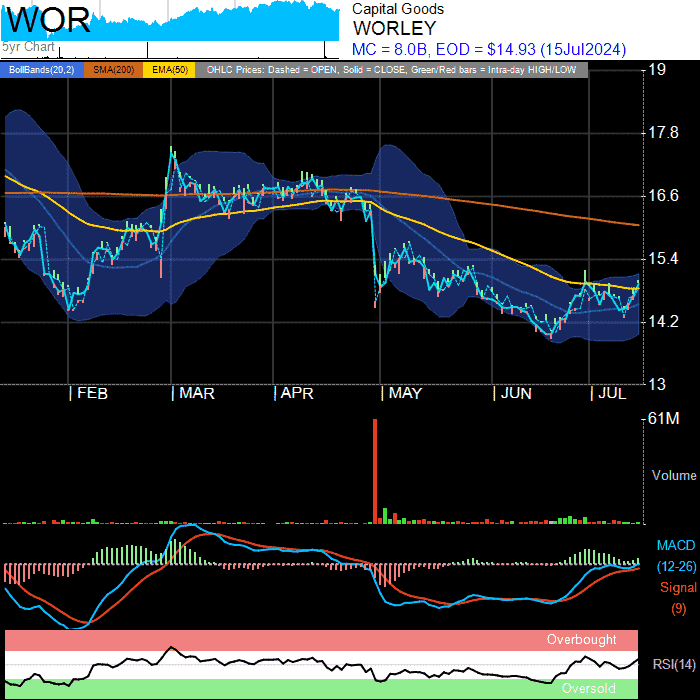 WOR
5yr Chart
Capital Goods
WORLEY
MC = 8.0B, EOD = $14.93 (15Jul2024)
BollBands(20,2) SMA(200) EMA(50) OHLC Prices: Dashed = OPEN, Solid = CLOSE, Green/Red bars = Intra-day HIGH/LOW
19
17.8
16.6
15.4
14.2
13
FEB MAR APR MAY JUN JUL
61M
Volume
MACD
(12-26)
Signal
(9)
Overbought
RSI(14)
Oversold